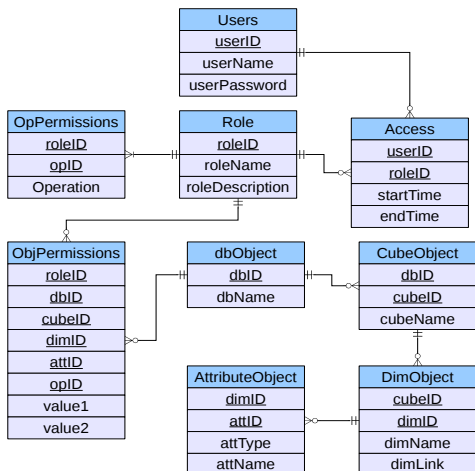 Users
userID
userName
userPassword
OpPermissions
roleID
opID
Operation
Role
roleID
roleName
roleDescription
Access
userID
roleID
startTime
endTime
ObjPermissions
roleID
dbID
cubeID
dimID
attID
opID
value1
value2
dbObject
dbID
dbName
CubeObject
dbID
cubeID
cubeName
AttributeObject
dimID
attID
attType
attName
DimObject
cubeID
dimID
dimName
dimLink